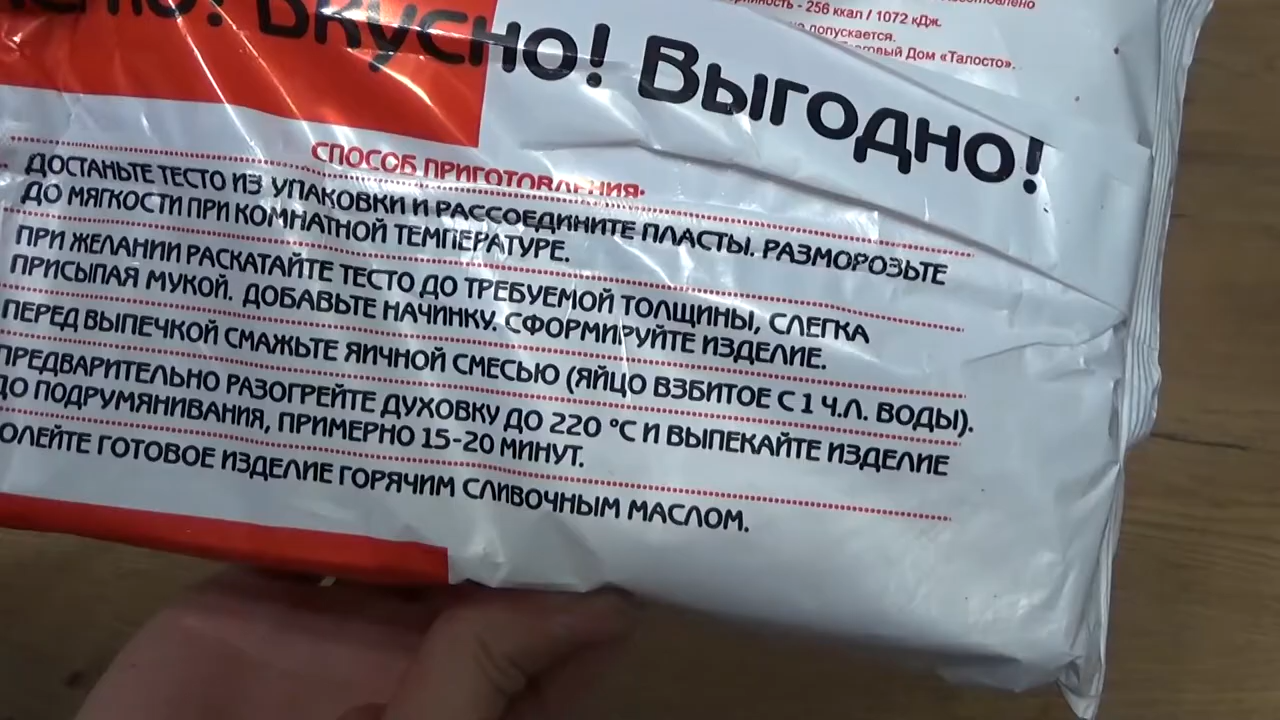 - 256 ккал / 1072 кДж.
допускается.
Дом «Талосто».
Вкусно! Выгодно!
СПОСОБ ПРИГОТОВЛЕНИЯ:
ДОСТАНЬТЕ ТЕСТО ИЗ УПАКОВКИ И РАССОЕДИНИТЕ ПЛАСТЫ. РАЗМОРОЗЬТЕ
ДО МЯГКОСТИ ПРИ КОМНАТНОЙ ТЕМПЕРАТУРЕ.
ПРИ ЖЕЛАНИИ РАСКАТАЙТЕ ТЕСТО ДО ТРЕБУЕМОЙ ТОЛЩИНЫ, СЛЕГКА
ПРИСЫПАЯ МУКОЙ. ДОБАВЬТЕ НАЧИНКУ. СФОРМИРУЙТЕ ИЗДЕЛИЕ.
ПЕРЕД ВЫПЕЧКОЙ СМАЖЬТЕ ЯИЧНОЙ СМЕСЬЮ (ЯЙЦО ВЗБИТОЕ С 1 Ч.Л. ВОДЫ).
ПРЕДВАРИТЕЛЬНО РАЗОГРЕЙТЕ ДУХОВКУ ДО 220 °С И ВЫПЕКАЙТЕ ИЗДЕЛИЕ
ДО ПОДРУМЯНИВАНИЯ, ПРИМЕРНО 15-20 МИНУТ.
ГОТОВОЕ ИЗДЕЛИЕ ГОРЯЧИМ СЛИВОЧНЫМ МАСЛОМ.